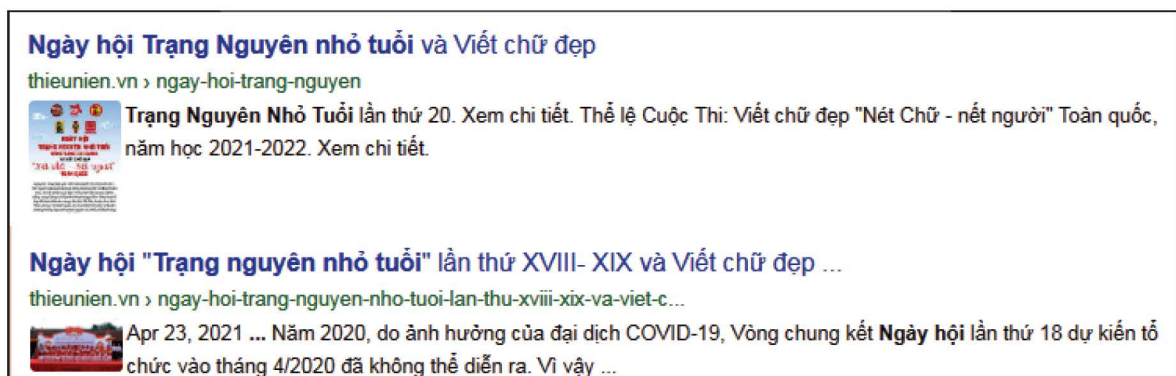 Ngày hội Trạng Nguyên nhỏ tuổi và Viết chữ đẹp
thieunien.vn › ngay-hoi-trang-nguyen
Trạng Nguyên Nhỏ Tuổi lần thứ 20. Xem chi tiết. Thể lệ Cuộc Thi: Viết chữ đẹp "Nét Chữ - nết người" Toàn quốc,
năm học 2021-2022. Xem chi tiết.
Ngày hội "Trạng nguyên nhỏ tuổi" lần thứ XVIII- XIX và Viết chữ đẹp ...
thieunien.vn › ngay-hoi-trang-nguyen-nho-tuoi-lan-thu-xviii-xix-va-viet-c...
Apr 23, 2021 ... Năm 2020, do ảnh hưởng của đại dịch COVID-19, Vòng chung kết Ngày hội lần thứ 18 dự kiến tổ
chức vào tháng 4/2020 đã không thể diễn ra. Vì vậy ...